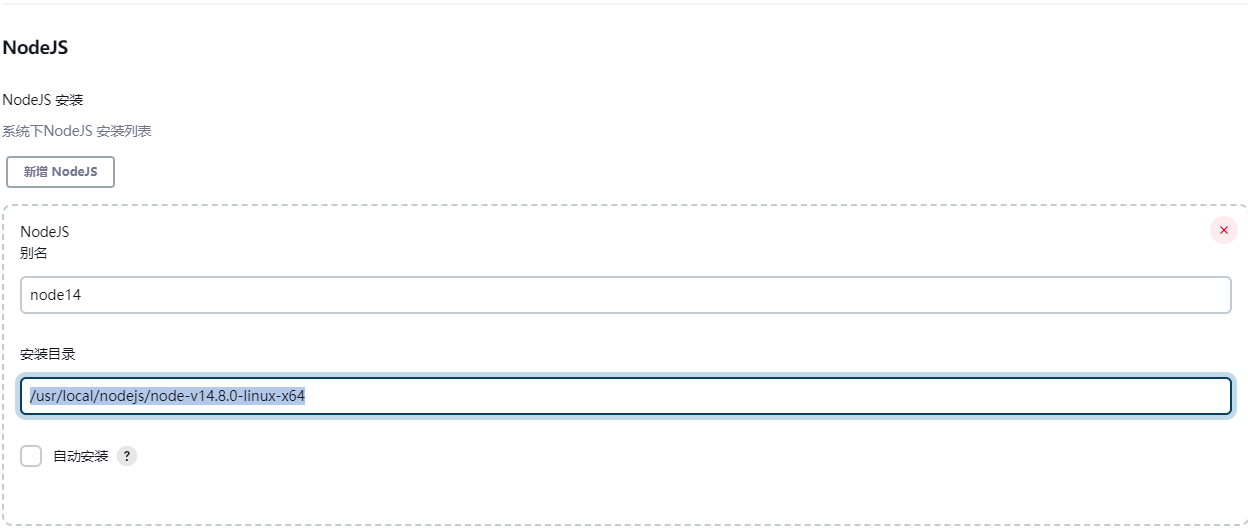 NodeJS
NodeJS 安装
系统下NodeJS 安装列表
新增 NodeJS
NodeJS
别名
node14
安装目录
/usr/local/nodejs/node-v14.8.0-linux-x64
自动安装 ?